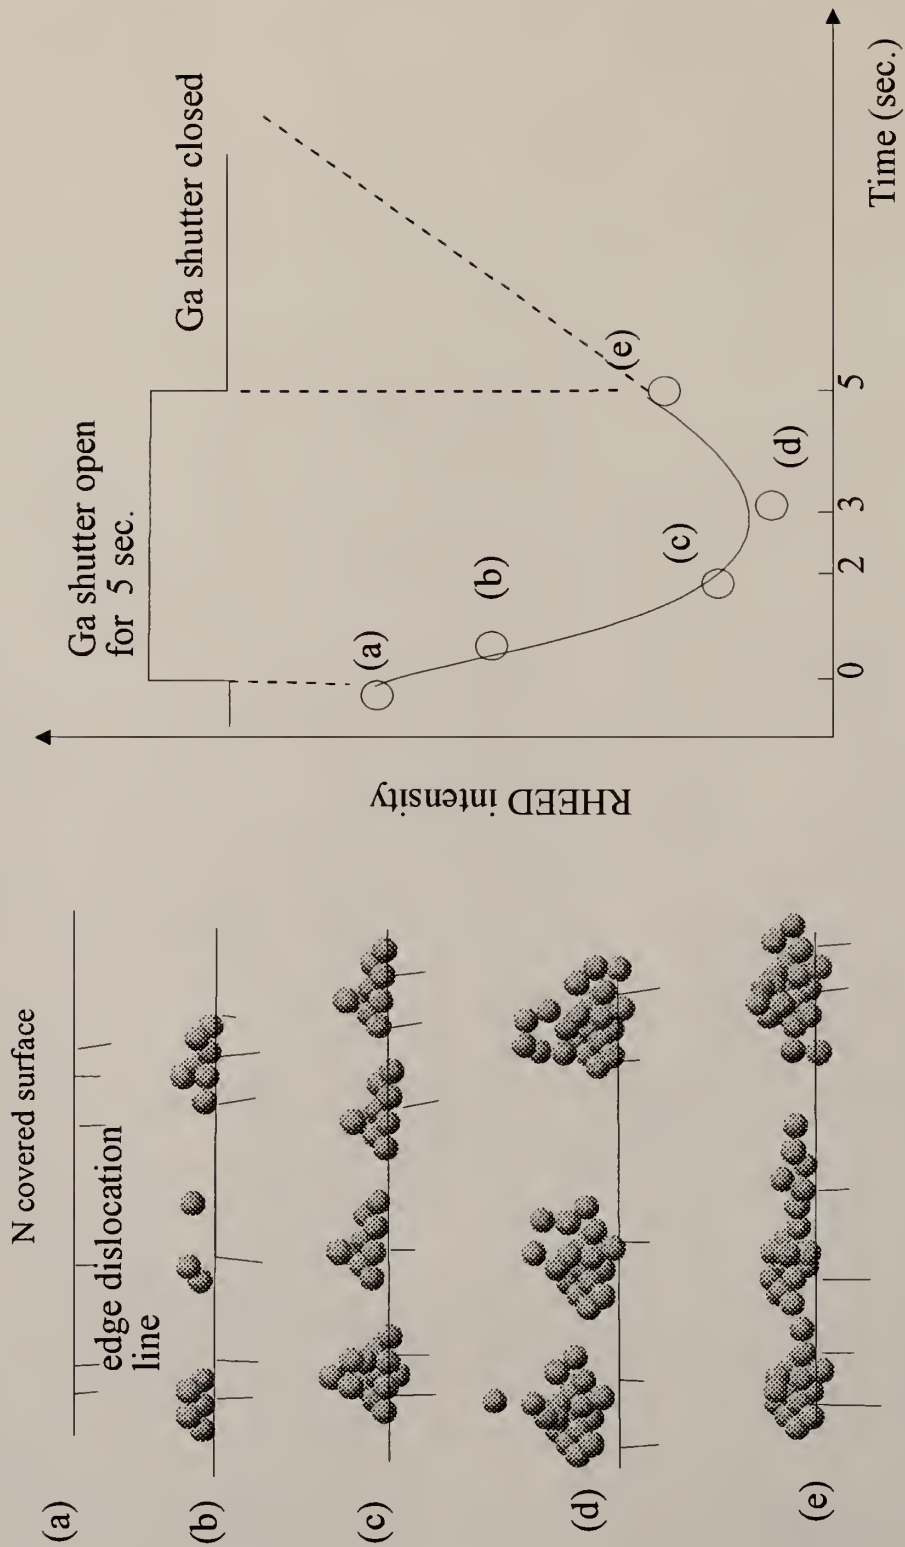 (a)
N covered surface
edge dislocation
line
(b)
(c)
(d)
(e)
Ga shutter open
for 5 sec.
Ga shutter closed
RHEED intensity
(a)
(b)
(c)
(d)
(e)
0
2
3
5
Time (sec.)